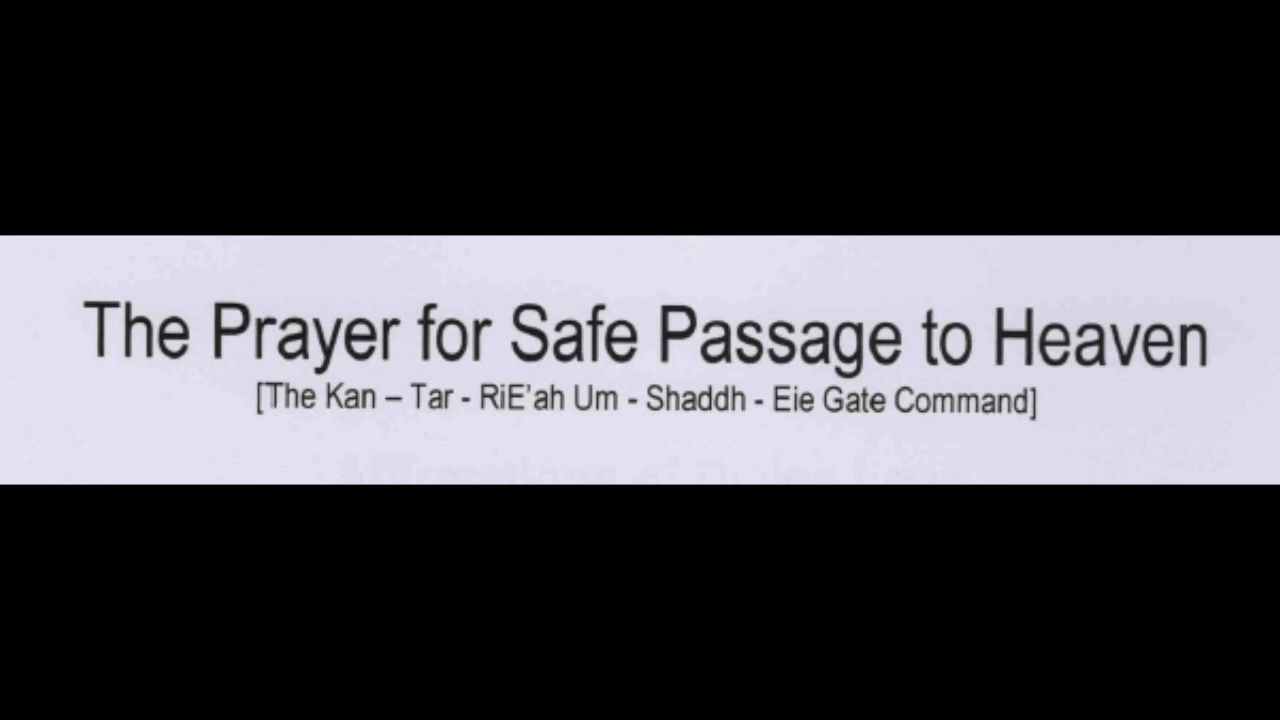 The Prayer for Safe Passage to Heaven
[The Kan – Tar - RiE'ah Um - Shaddh - Eie Gate Command]